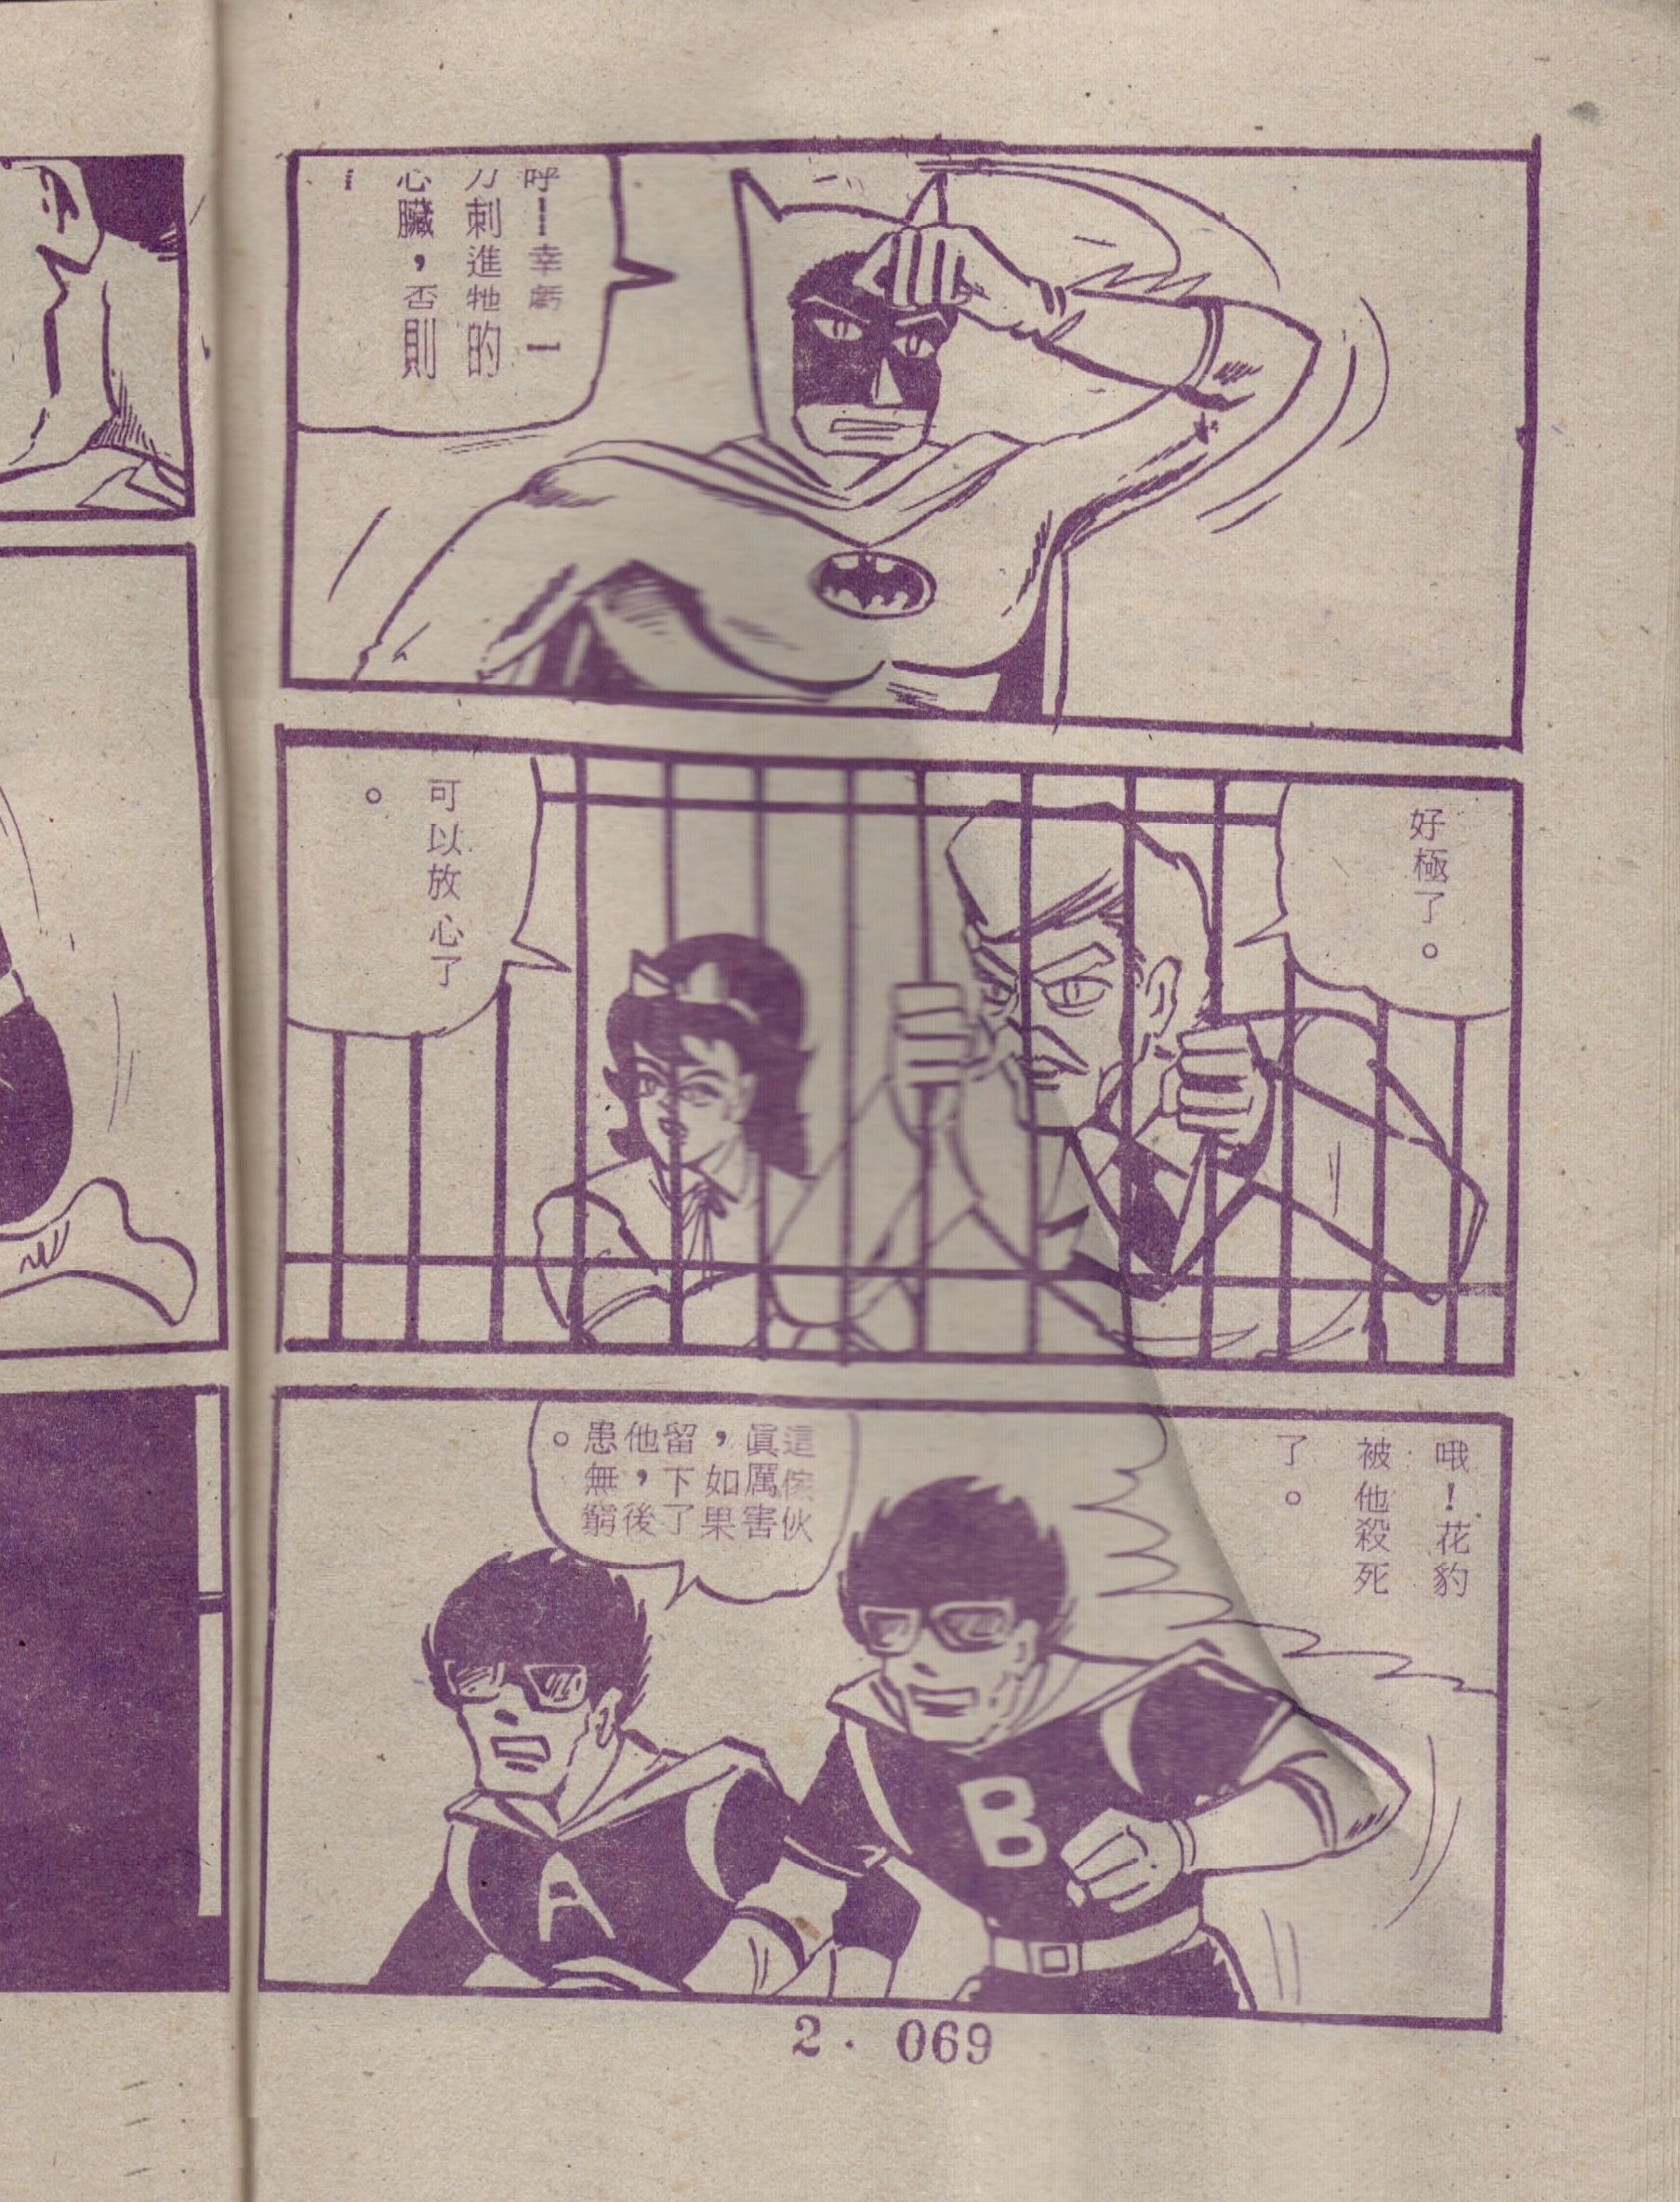 呼—幸虧一
刀刺進牠的
心臟，否則
⋮
好極了。
可以放心了
。
哦！花豹
被他殺死
了。
這傢伙
眞厲害
，如果
留下了
他，後
患無窮
。
A
B
2．069